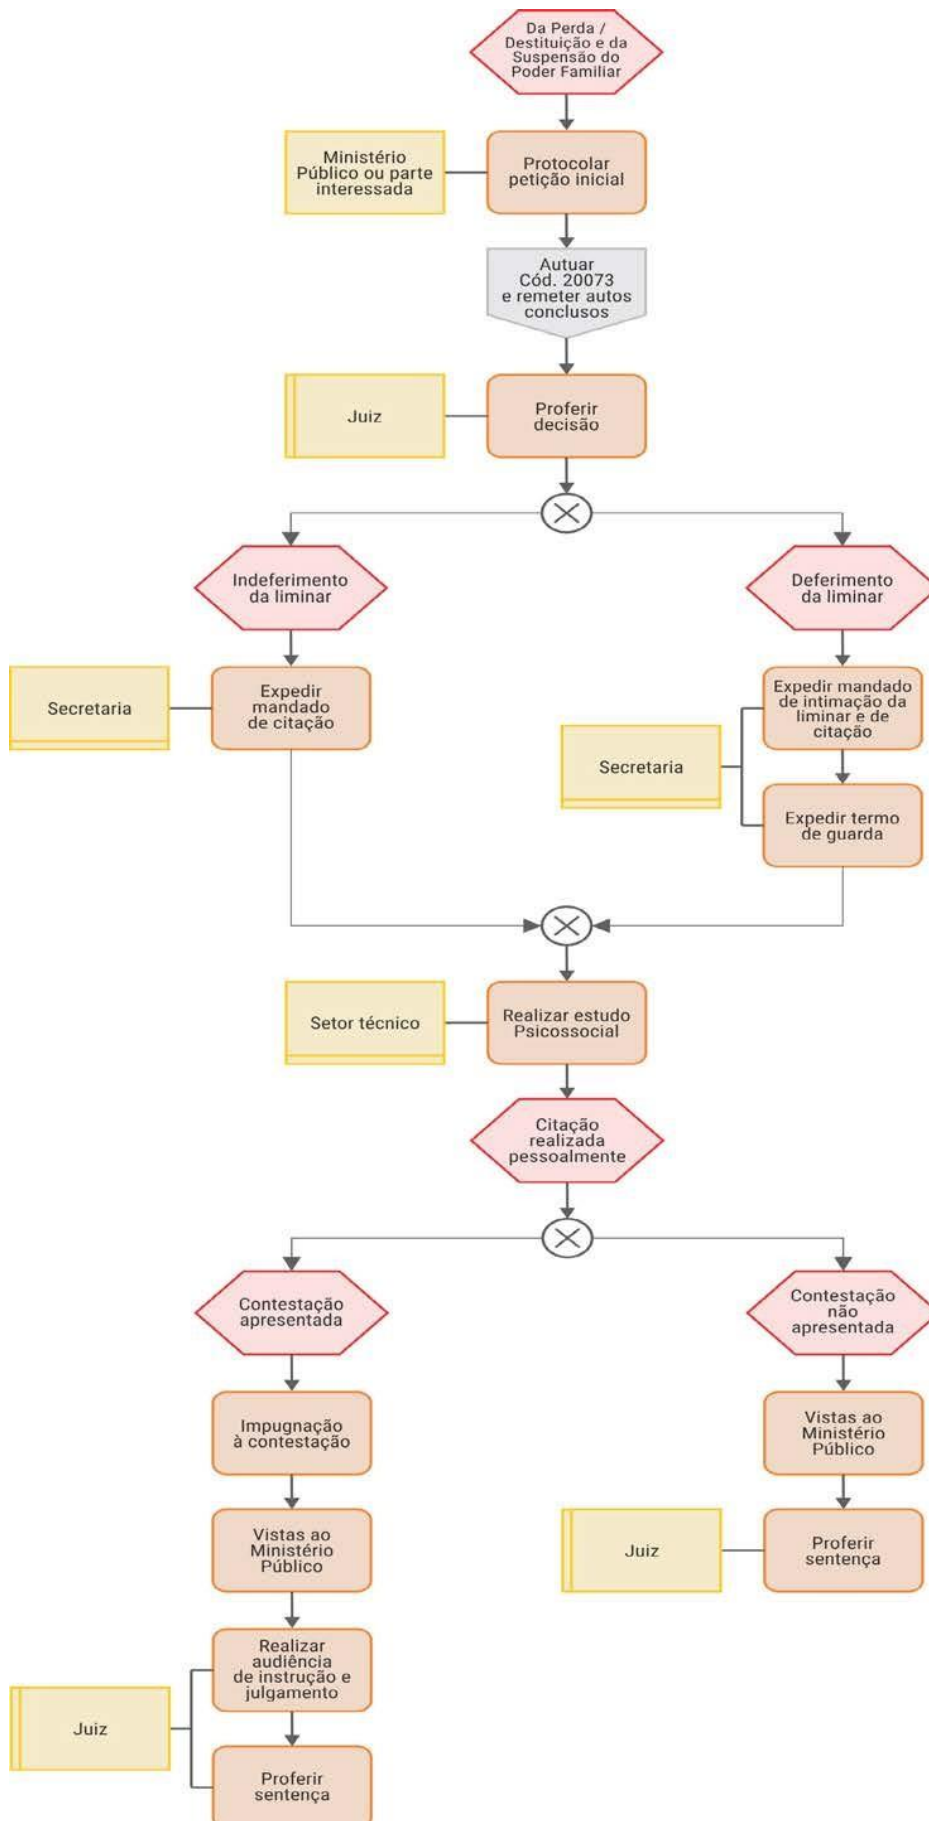 Da Perda /
Destituição e da
Suspensão do
Poder Familiar
Ministério
Público ou parte
interessada
Protocolar
petição inicial
Autuar
Cód. 20073
e remeter autos
conclusos
Juiz
Proferir
decisão
Indeferimento
da liminar
Deferimento
da liminar
Secretaria
Expedir
mandado
de citação
Expedir mandado
de intimação da
liminar e de
citação
Secretaria
Expedir termo
de guarda
Setor técnico
Realizar estudo
Psicossocial
Citação
realizada
pessoalmente
Contestação
apresentada
Contestação
não
apresentada
Impugnação
à contestação
Vistas ao
Ministério
Público
Vistas ao
Ministério
Público
Juiz
Proferir
sentença
Realizar
audiência
de instrução e
julgamento
Juiz
Proferir
sentença